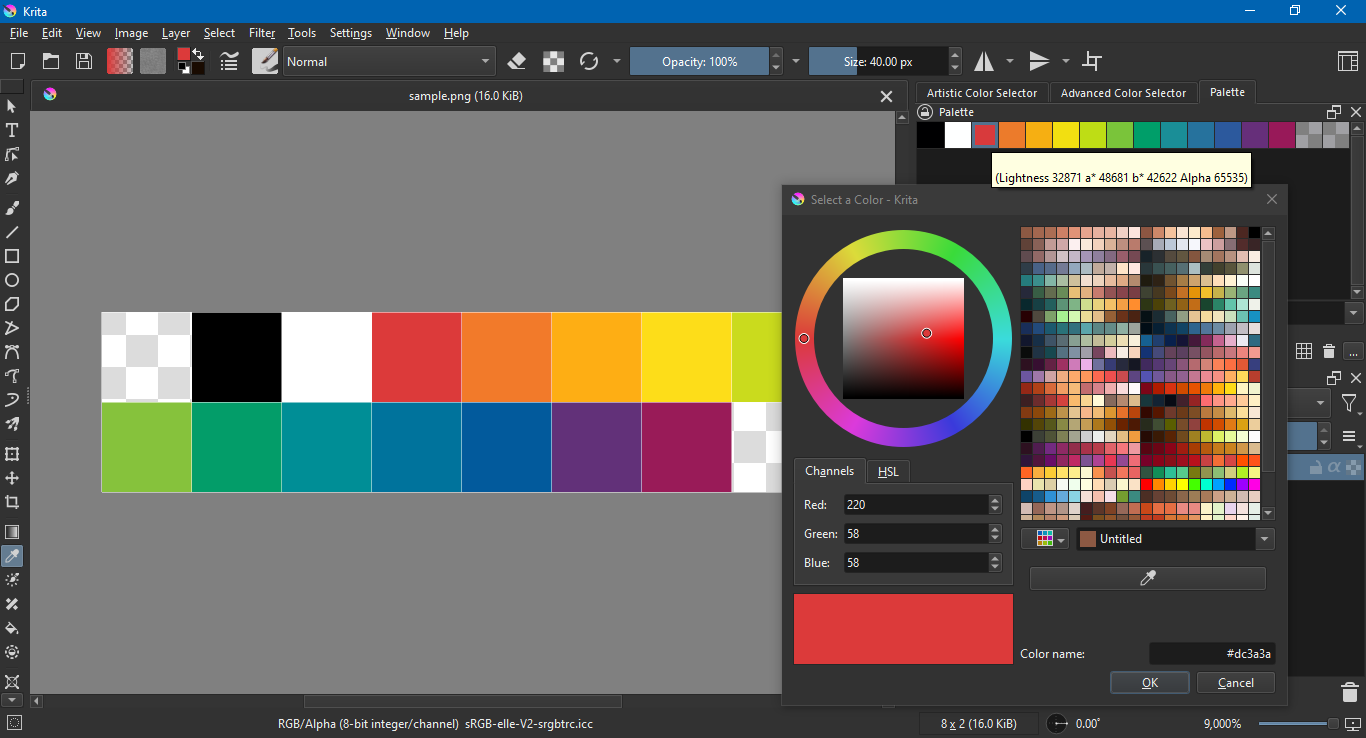 Krita
File Edit View Image Layer Select Filter Tools Settings Window Help
Normal
Opacity: 100%
Size: 40.00 px
sample.png (16.0 KiB)
Artistic Color Selector
Advanced Color Selector
Palette
Palette
(Lightness 32871 a* 48681 b* 42622 Alpha 65535)
Select a Color - Krita
Channels
HSL
Red: 220
Green: 58
Blue: 58
Untitled
Color name: #dc3a3a
OK
Cancel
RGB/Alpha (8-bit integer/channel) sRGB-elle-V2-srgbtrc.icc
8 x 2 (16.0 KiB)
0.00°
9,000%